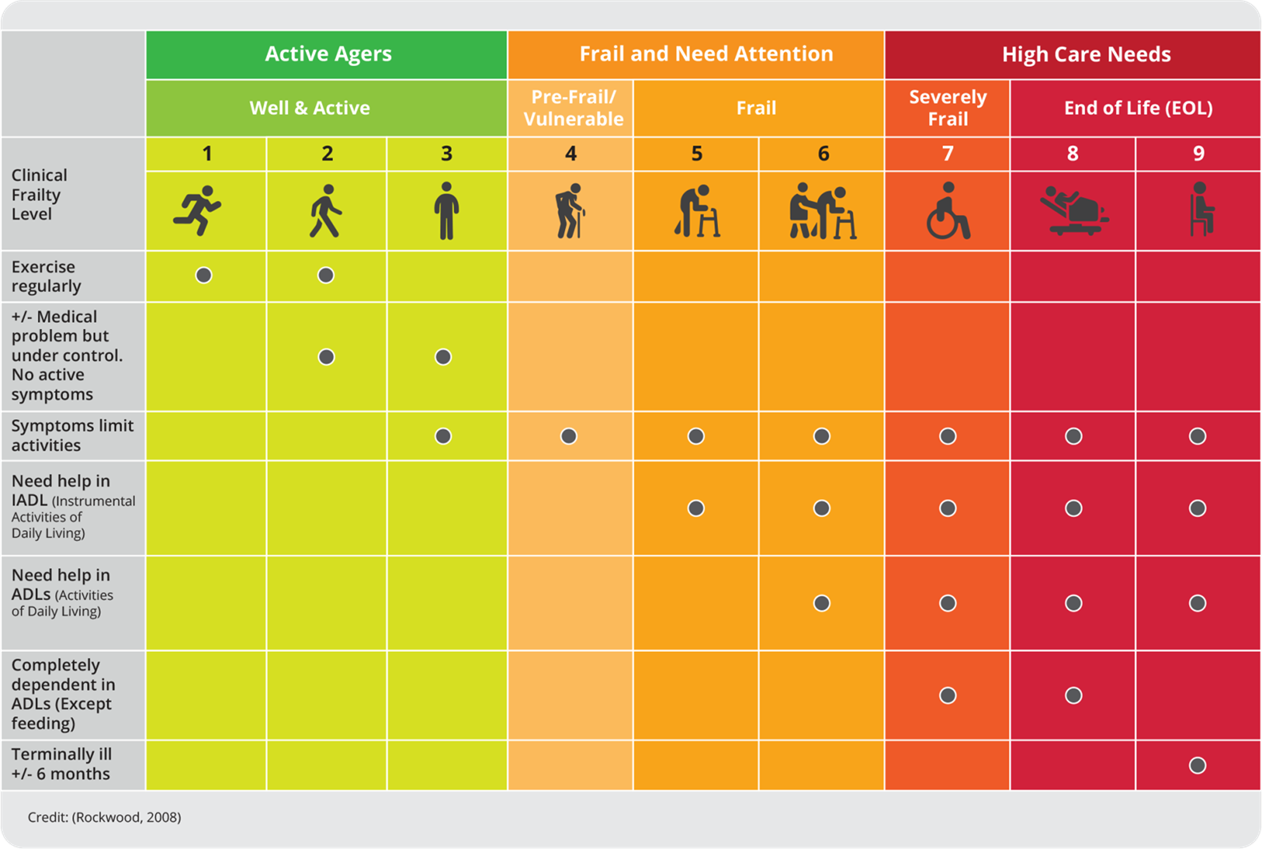 Active Agers
Frail and Need Attention
High Care Needs
Well & Active
Pre-Frail/
Vulnerable
Frail
Severely
Frail
End of Life (EOL)
Clinical
Frailty
Level
1
2
3
4
5
6
7
8
9
Exercise
regularly
+/- Medical
problem but
under control.
No active
symptoms
Symptoms limit
activities
Need help in
IADL (Instrumental
Activities of
Daily Living)
Need help in
ADLs (Activities
of Daily Living)
Completely
dependent in
ADLs (Except
feeding)
Terminally ill
+/- 6 months
Credit: (Rockwood, 2008)